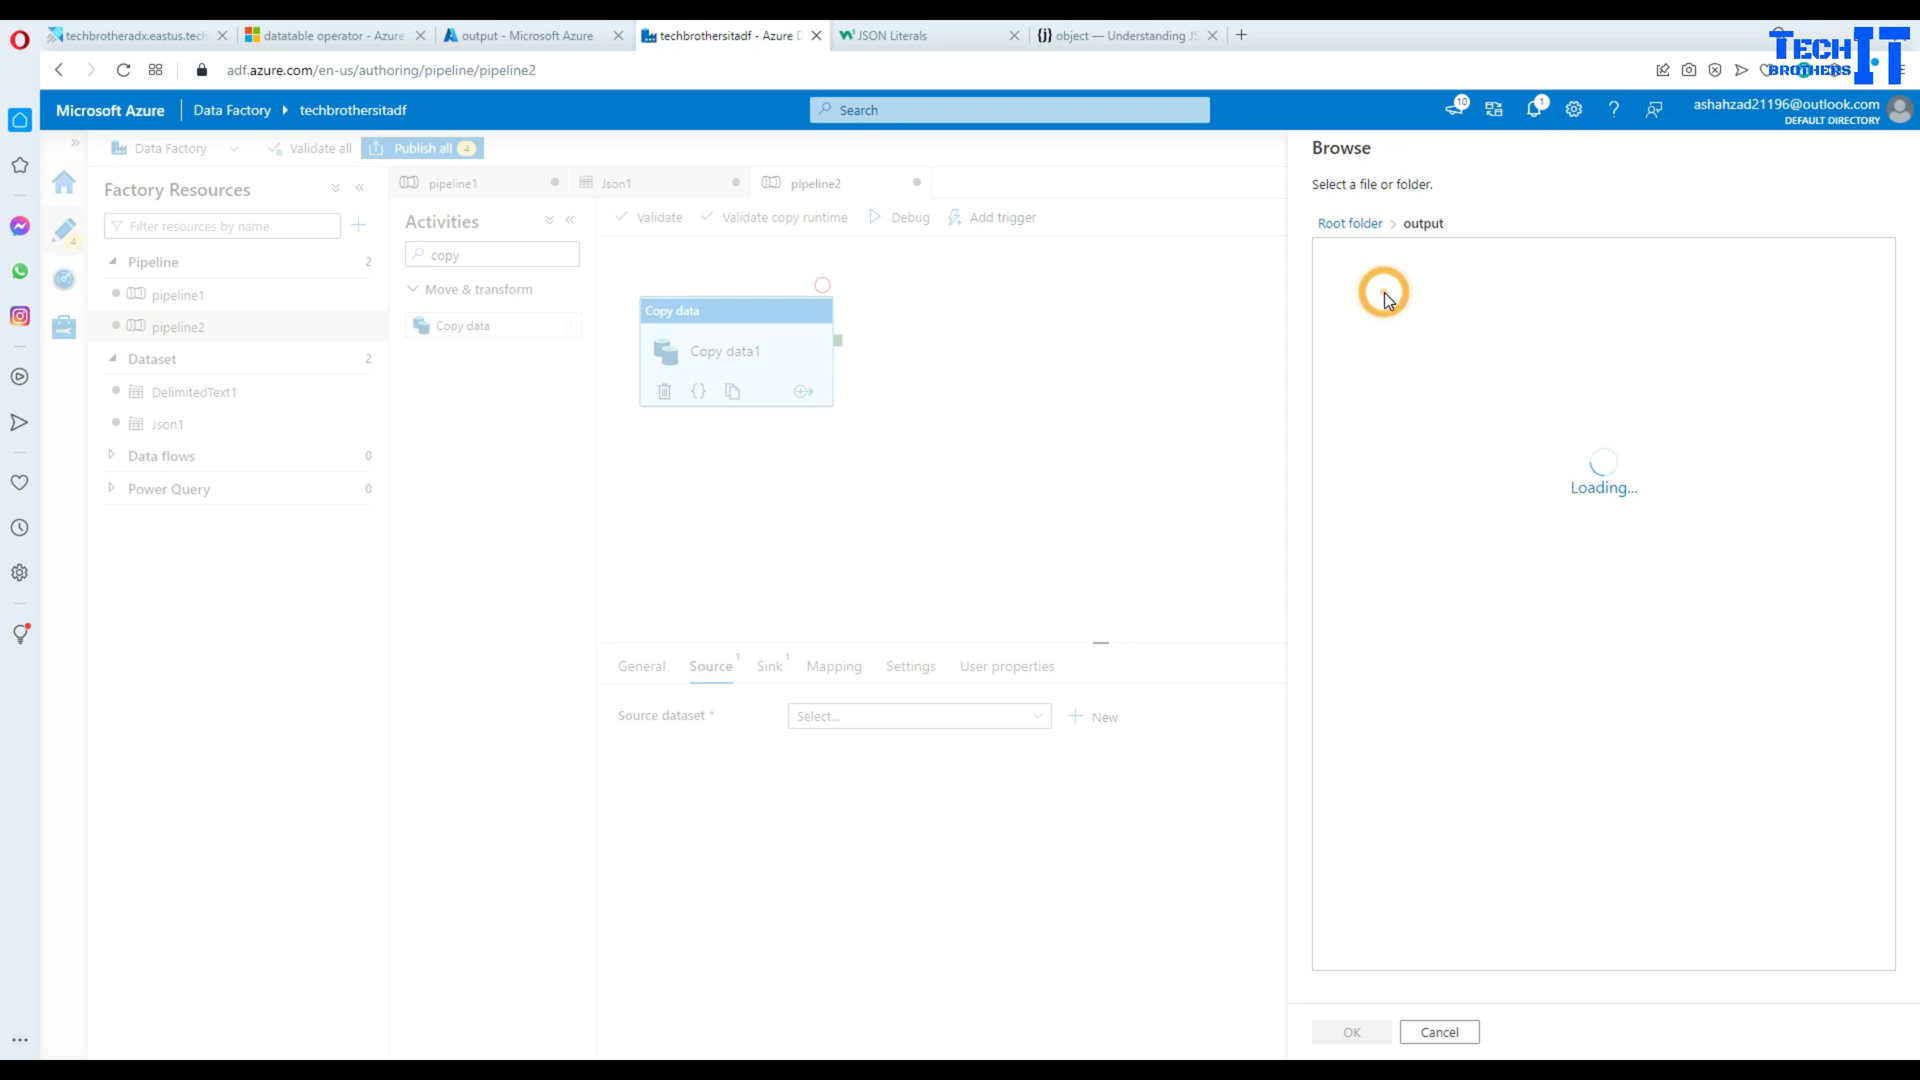 techbrotheradx.eastus.tech
datatable operator - Azure
output - Microsoft Azure
techbrothersitadf - Azure D
JSON Literals
object — Understanding JS
TECH IT
BROTHERS
adf.azure.com/en-us/authoring/pipeline/pipeline2
Microsoft Azure
Data Factory
techbrothersitadf
Search
10
1
ashahzad21196@outlook.com
DEFAULT DIRECTORY
Data Factory
Validate all
Publish all
4
Factory Resources
Filter resources by name
4
Pipeline
2
pipeline1
pipeline2
Dataset
2
DelimitedText1
Json1
Data flows
0
Power Query
0
pipeline1
Json1
pipeline2
Activities
copy
Move & transform
Copy data
Validate
Validate copy runtime
Debug
Add trigger
Copy data
Copy data1
General
Source
1
Sink
1
Mapping
Settings
User properties
Source dataset *
Select...
New
Browse
Select a file or folder.
Root folder > output
Loading...
OK
Cancel